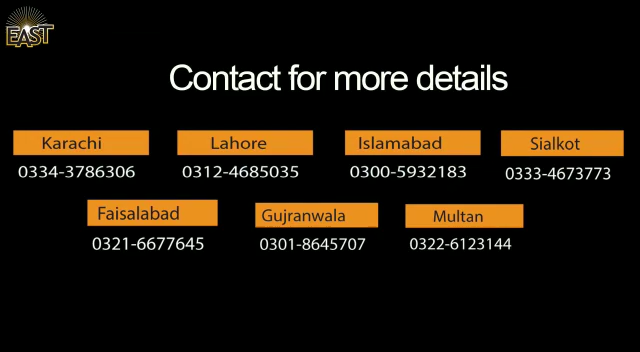 EAST
Contact for more details
Karachi Lahore Islamabad Sialkot
0334-3786306 0312-4685035 0300-5932183 0333-4673773
Faisalabad Gujranwala Multan
0321-6677645 0301-8645707 0322-6123144